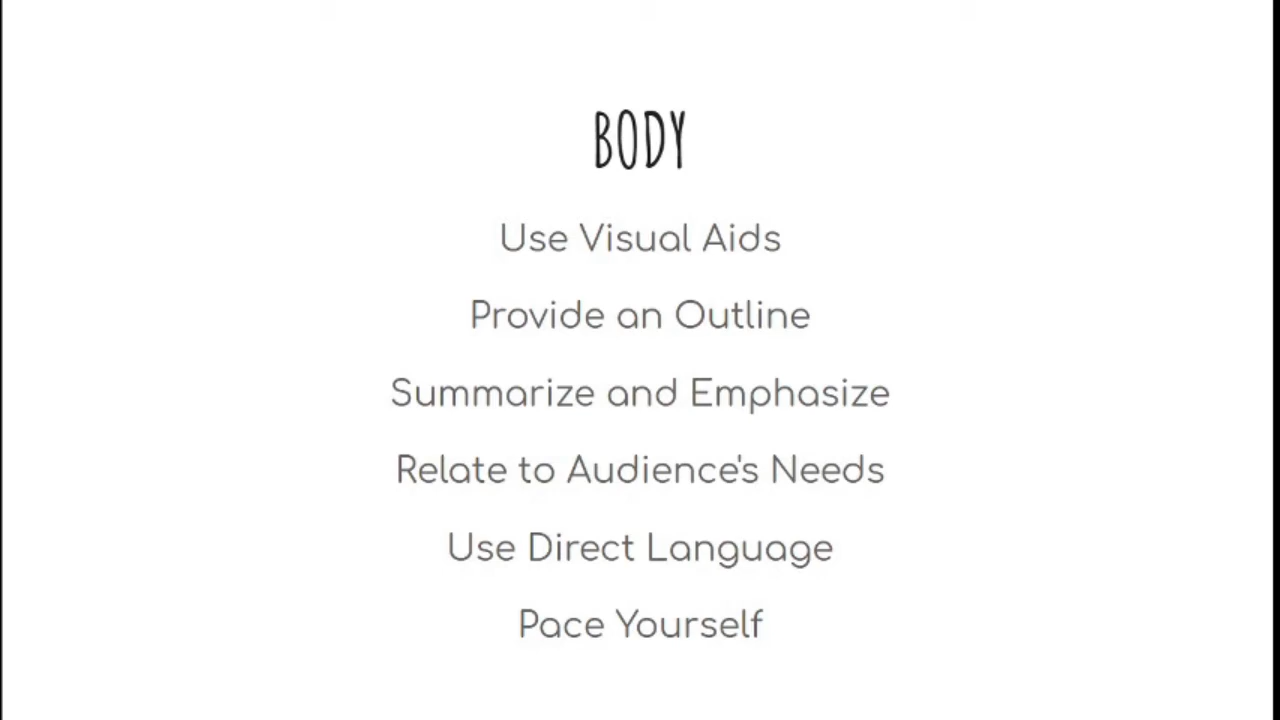 BODY
Use Visual Aids
Provide an Outline
Summarize and Emphasize
Relate to Audience's Needs
Use Direct Language
Pace Yourself